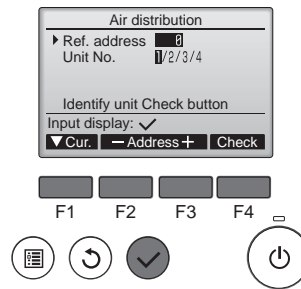 Air distribution
Ref. address 0
Unit No. 1/2/3/4
Identify unit Check button
Input display: ✓
▼ Cur. − Address + Check
F1 F2 F3 F4